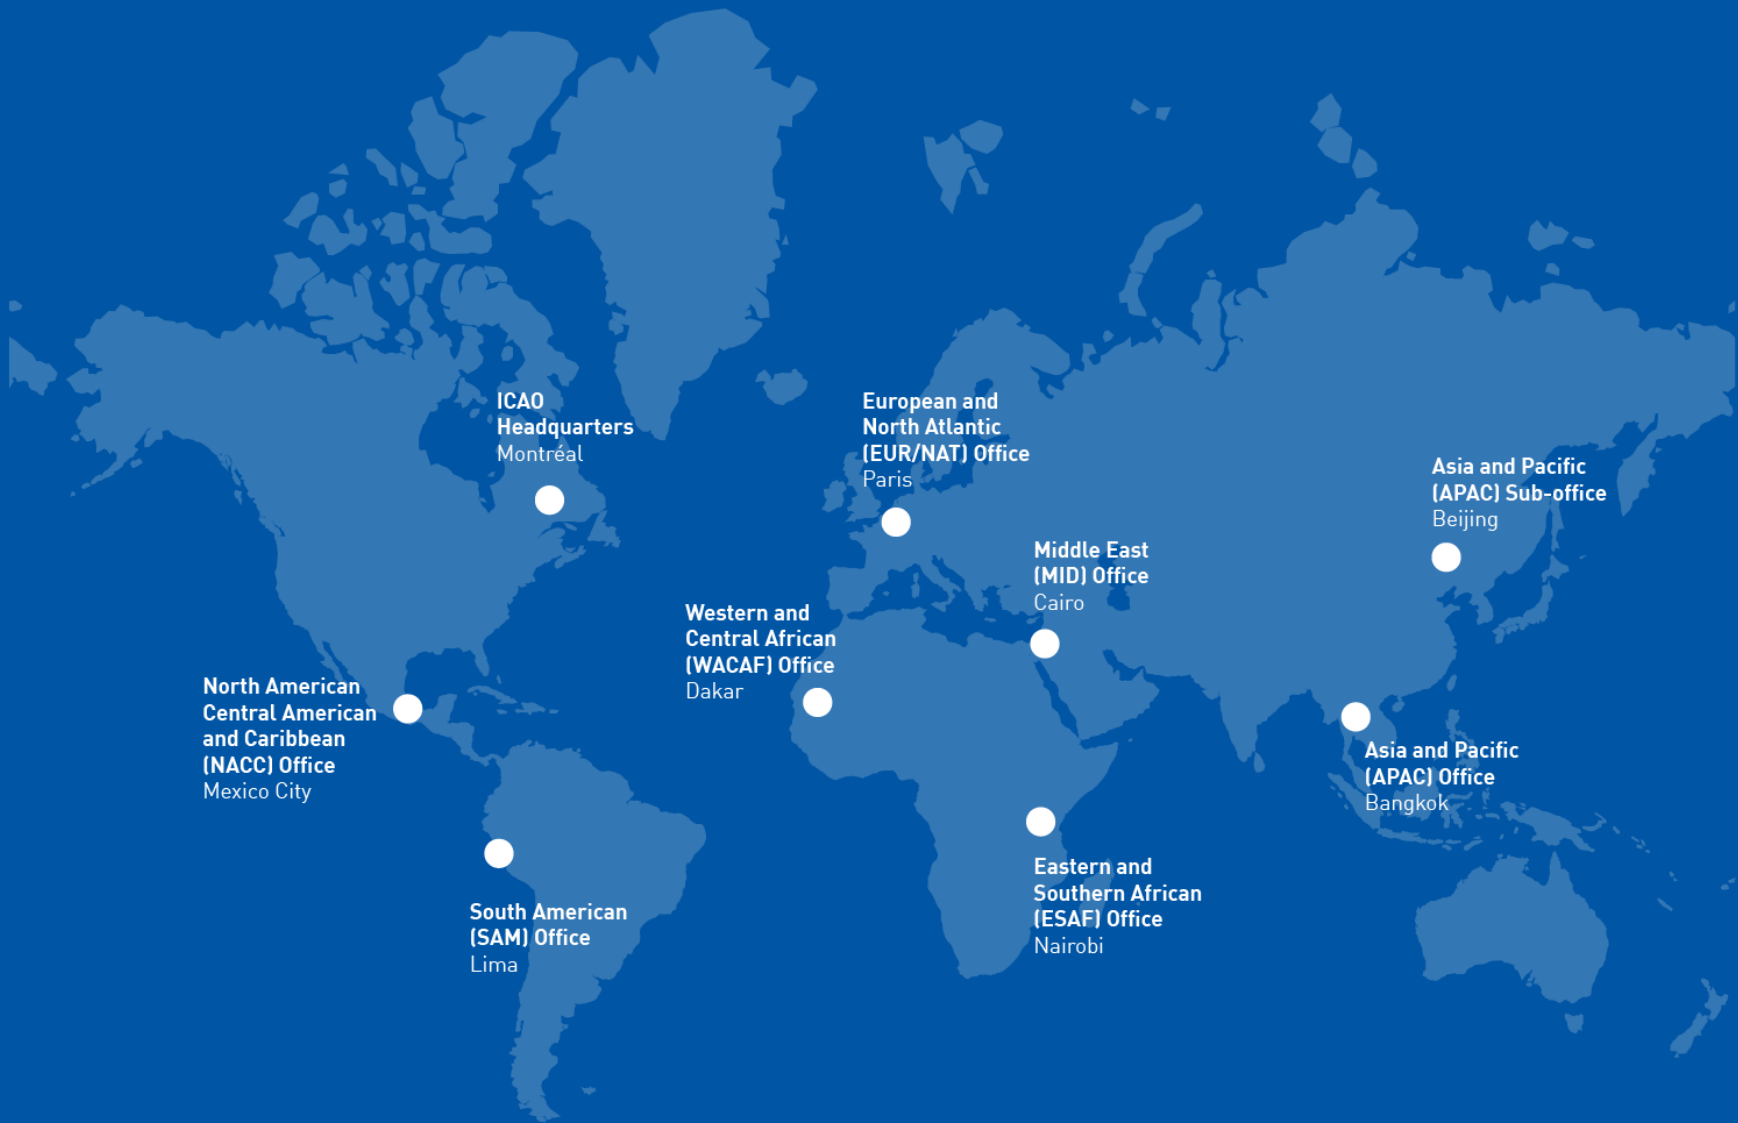 ICAO
Headquarters
Montréal
European and
North Atlantic
(EUR/NAT) Office
Paris
Asia and Pacific
(APAC) Sub-office
Beijing
Middle East
(MID) Office
Cairo
Western and
Central African
(WACAF) Office
Dakar
North American
Central American
and Caribbean
(NACC) Office
Mexico City
Asia and Pacific
(APAC) Office
Bangkok
Eastern and
Southern African
(ESAF) Office
Nairobi
South American
(SAM) Office
Lima